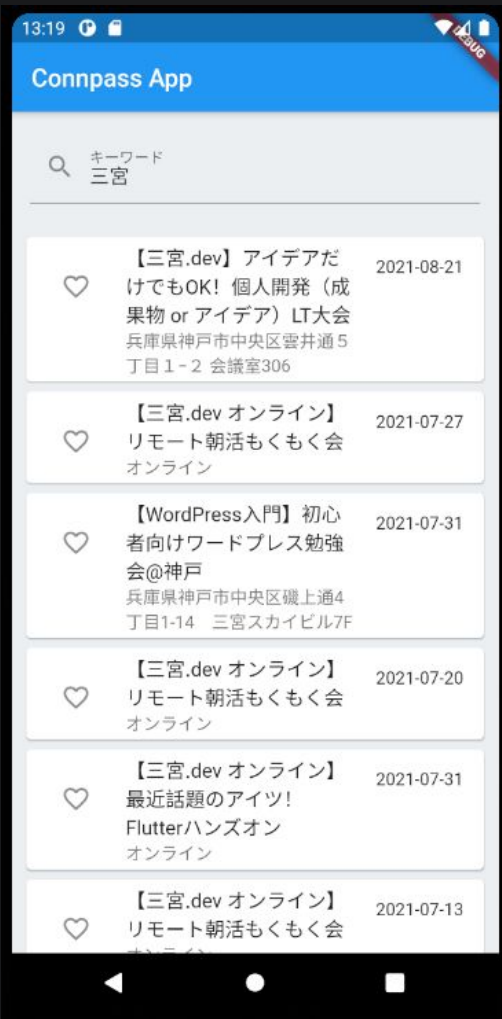 13:19
DEBUG
Connpass App
キーワード
三宮
【三宮.dev】アイデアだ
けでもOK！個人開発（成
果物 or アイデア）LT大会
兵庫県神戸市中央区雲井通５
丁目１−２ 会議室306
2021-08-21
【三宮.dev オンライン】
リモート朝活もくもく会
オンライン
2021-07-27
【WordPress入門】初心
者向けワードプレス勉強
会@神戸
兵庫県神戸市中央区磯上通4
丁目1-14　三宮スカイビル7F
2021-07-31
【三宮.dev オンライン】
リモート朝活もくもく会
オンライン
2021-07-20
【三宮.dev オンライン】
最近話題のアイツ！
Flutterハンズオン
オンライン
2021-07-31
【三宮.dev オンライン】
リモート朝活もくもく会
オンライン
2021-07-13